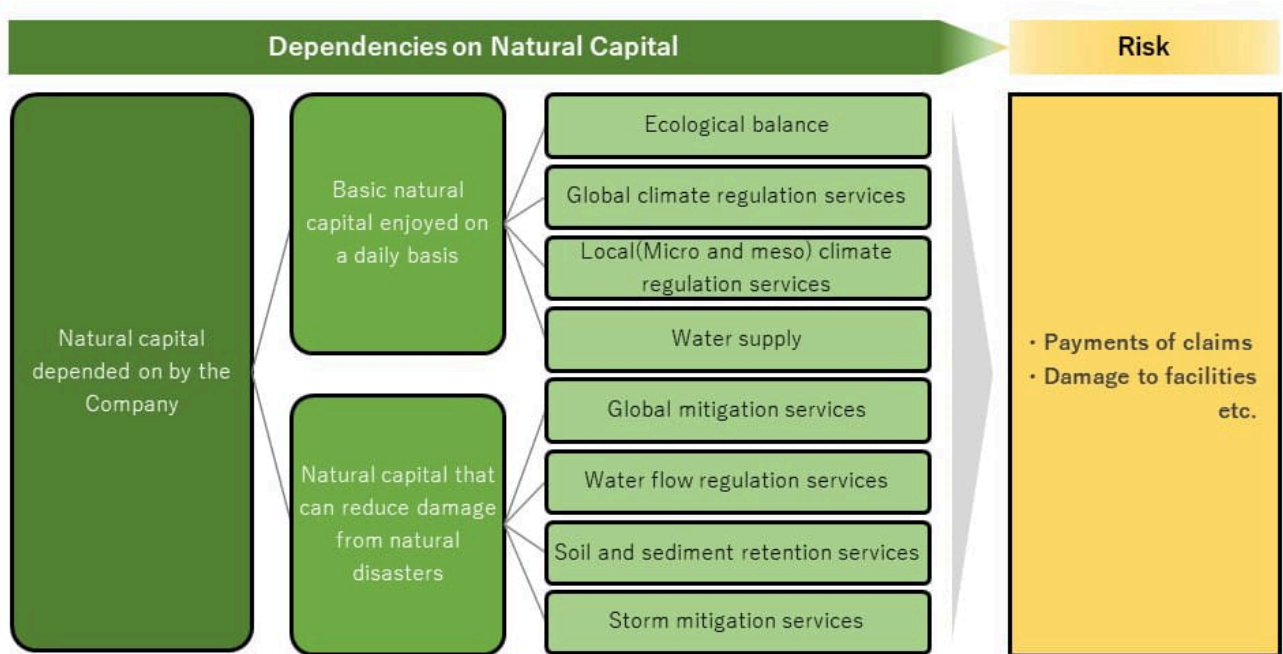 Dependencies on Natural Capital
Risk
Natural capital
depended on by the
Company
Basic natural
capital enjoyed on
a daily basis
Natural capital that
can reduce damage
from natural
disasters
Ecological balance
Global climate regulation services
Local(Micro and meso) climate
regulation services
Water supply
Global mitigation services
Water flow regulation services
Soil and sediment retention services
Storm mitigation services
・Payments of claims
・Damage to facilities
etc.